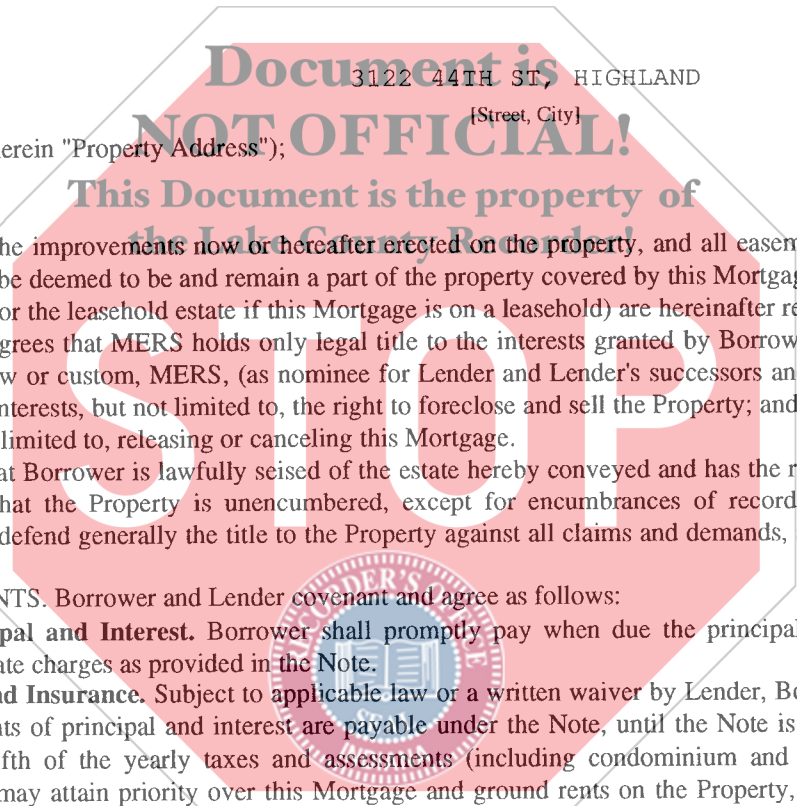 Document is
3122 44TH ST, HIGHLAND
[Street, City]
NOT OFFICIAL!
erein "Property Address");
This Document is the property of
the Lake County Recorder!
he improvements now or hereafter erected on the property, and all easem
be deemed to be and remain a part of the property covered by this Mortgag
or the leasehold estate if this Mortgage is on a leasehold) are hereinafter re
grees that MERS holds only legal title to the interests granted by Borrow
w or custom, MERS, (as nominee for Lender and Lender's successors an
nterests, but not limited to, the right to foreclose and sell the Property; and
limited to, releasing or canceling this Mortgage.
STOP
at Borrower is lawfully seised of the estate hereby conveyed and has the r
hat the Property is unencumbered, except for encumbrances of record
defend generally the title to the Property against all claims and demands,
NTS. Borrower and Lender covenant and agree as follows:
pal and Interest. Borrower shall promptly pay when due the principal
ate charges as provided in the Note.
nd Insurance. Subject to applicable law or a written waiver by Lender, Bo
nts of principal and interest are payable under the Note, until the Note is
fth of the yearly taxes and assessments (including condominium and
may attain priority over this Mortgage and ground rents on the Property,
RECORDER'S OFFICE
SEAL
INDIANA